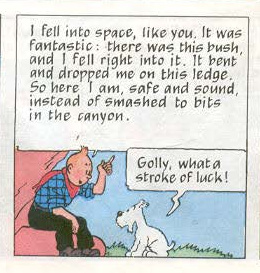 I fell into space, like you. It was
fantastic: there was this bush,
and I fell right into it. It bent
and dropped me on this ledge.
So here I am, safe and sound,
instead of smashed to bits
in the canyon.
Golly, what a
stroke of luck!